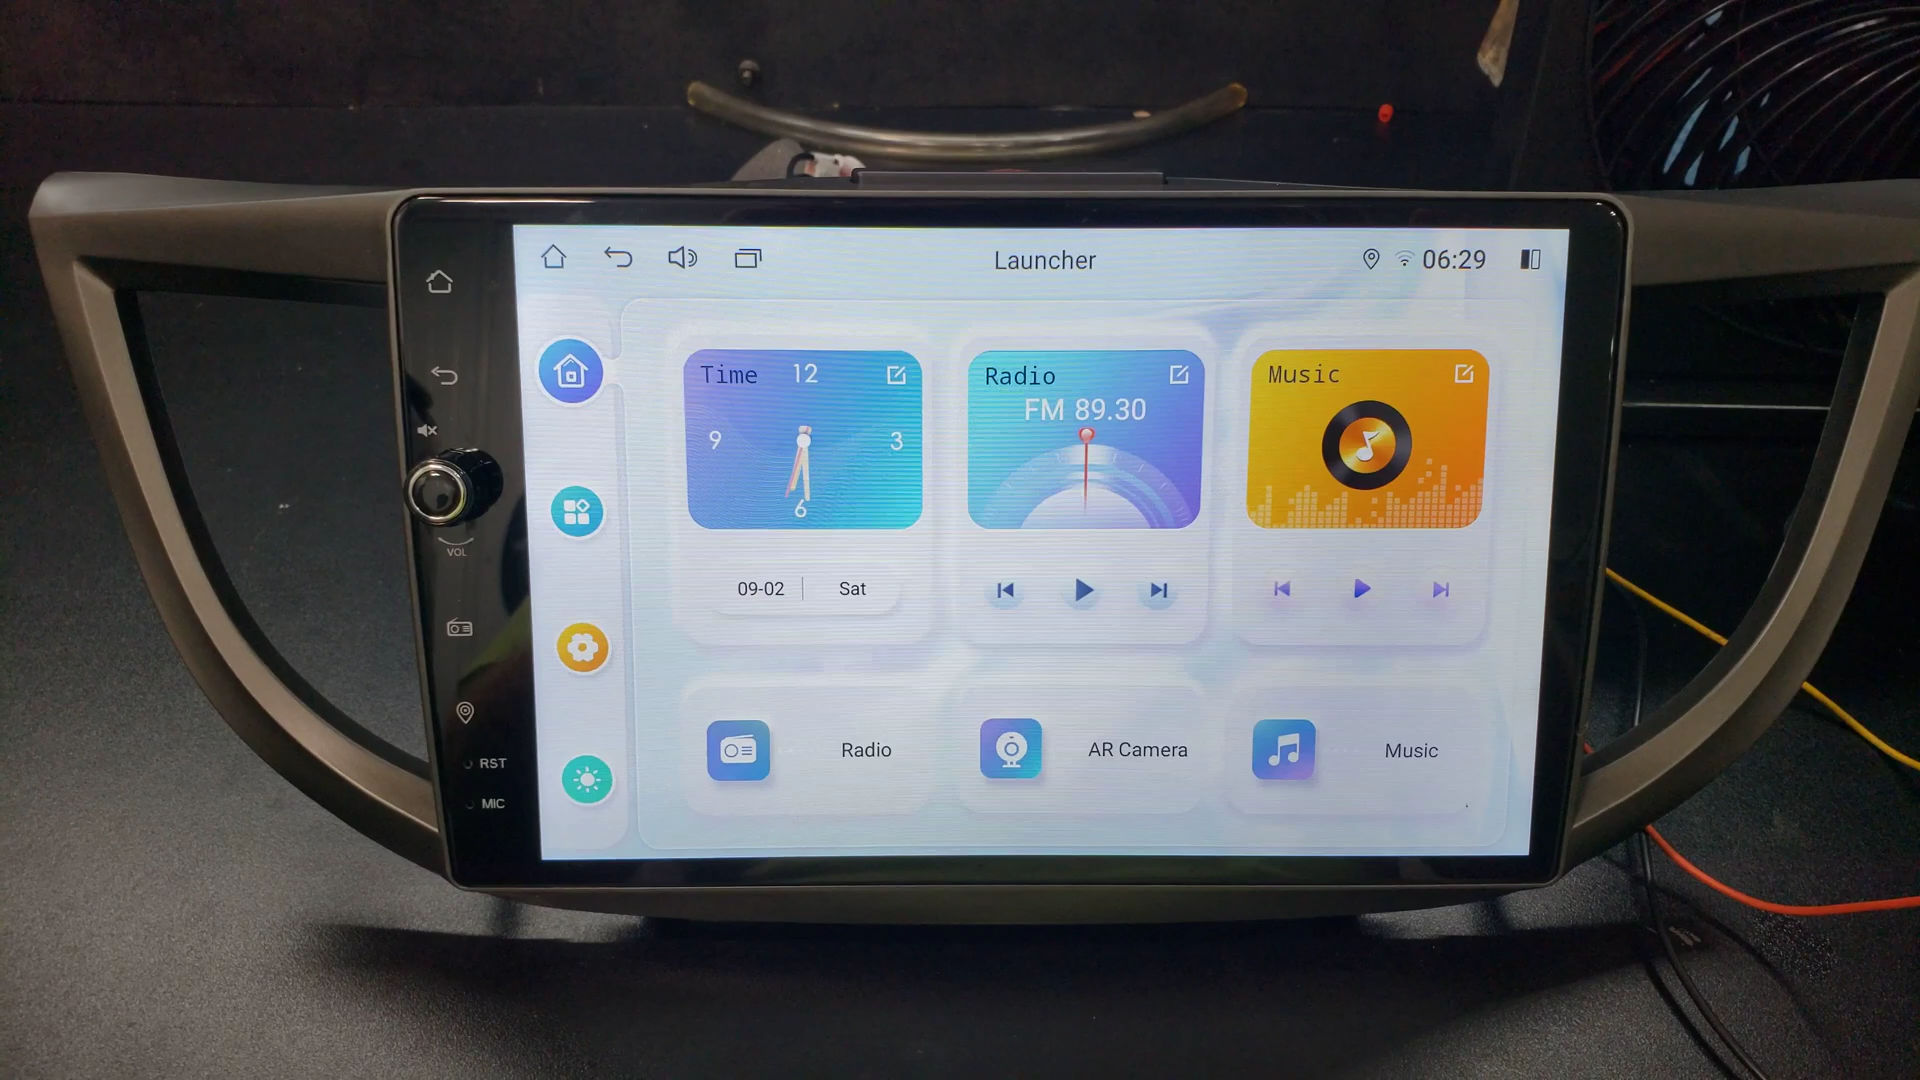 Launcher
06:29
Time 12
9
3
6
Radio
FM 89.30
Music
09-02
Sat
VOL
RST
MIC
Radio
AR Camera
Music